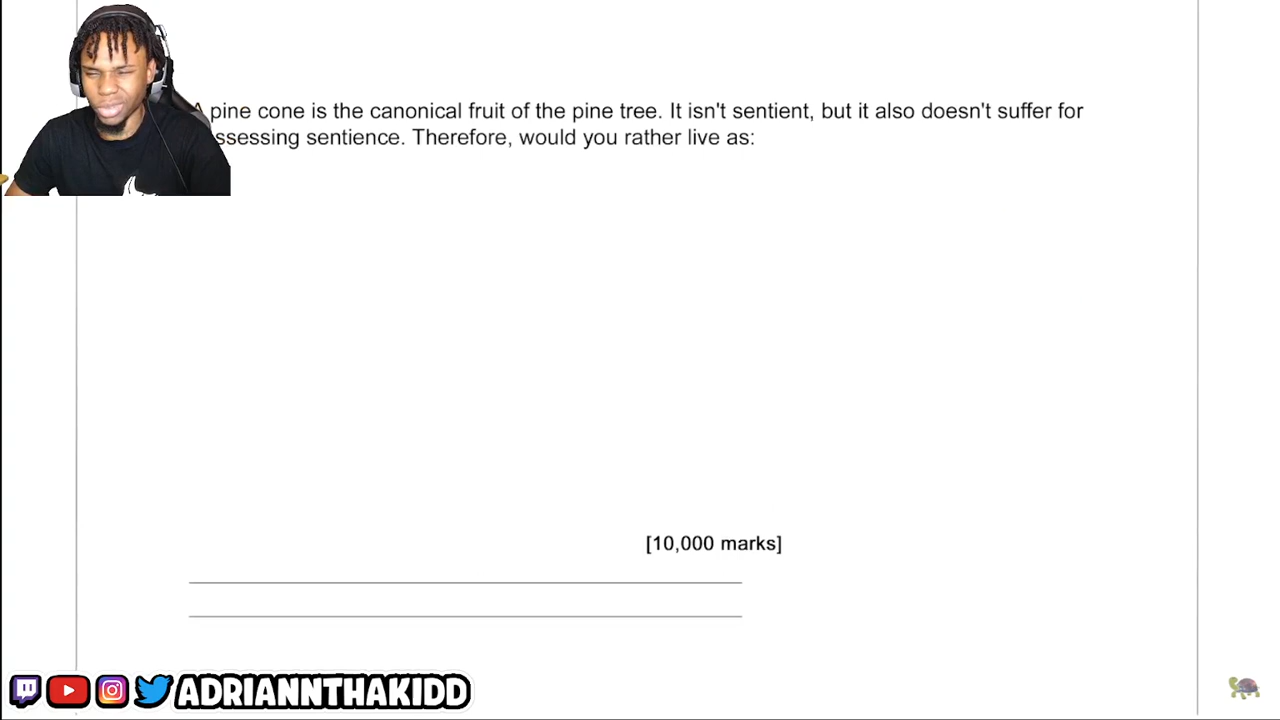 A pine cone is the canonical fruit of the pine tree. It isn't sentient, but it also doesn't suffer for
ssessing sentience. Therefore, would you rather live as:
[10,000 marks]
ADRIANNTHAKIDD